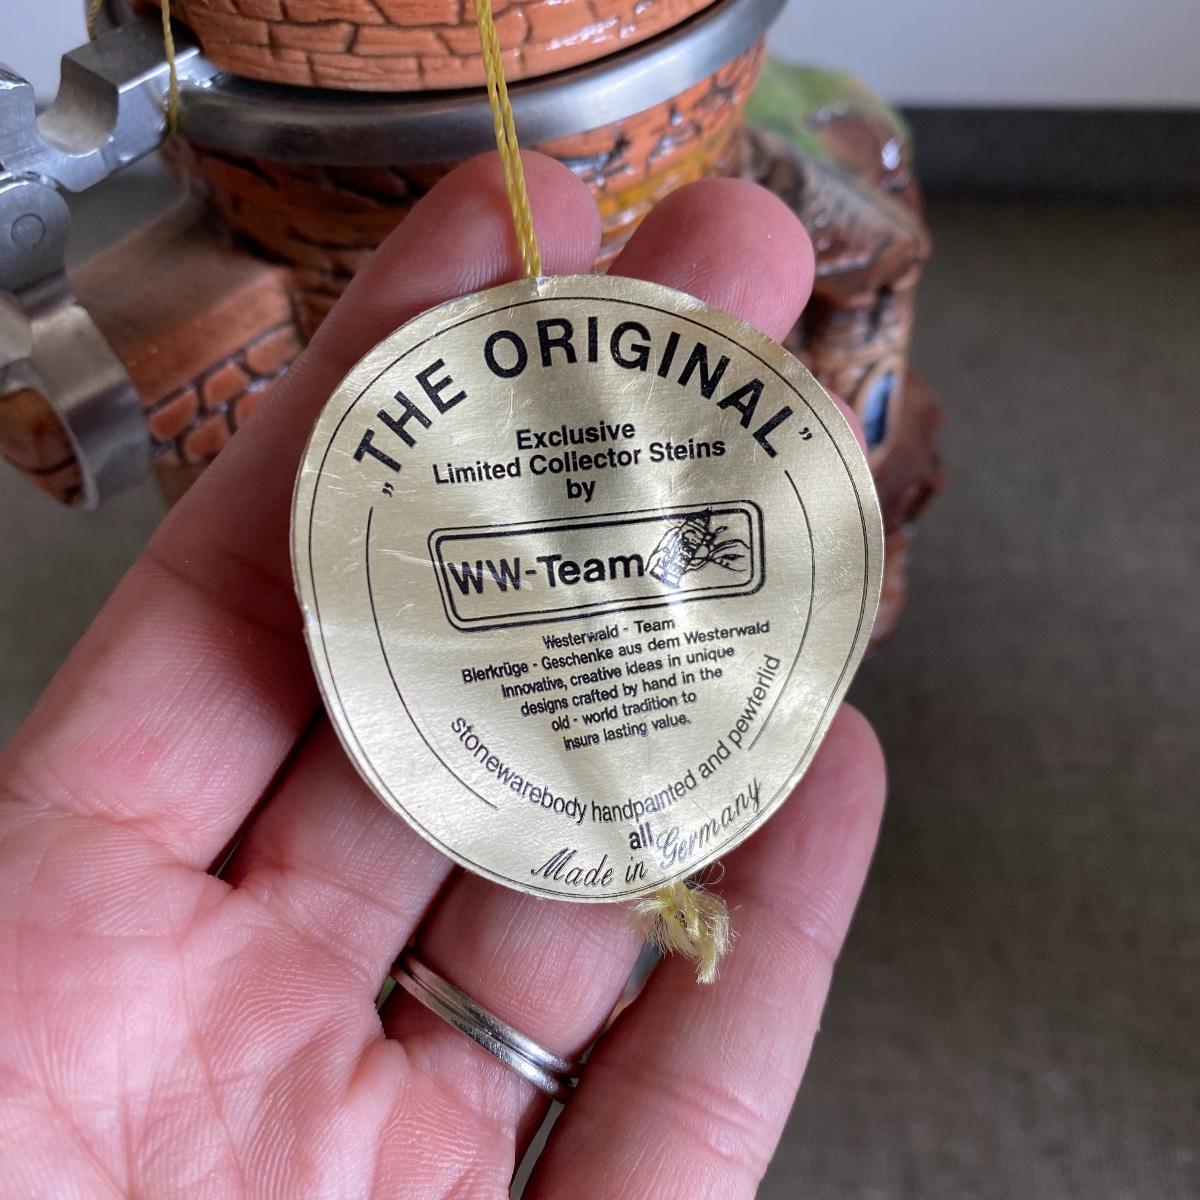 „THE ORIGINAL”
Exclusive
Limited Collector Steins
by
WW-Team
Westerwald - Team
Bierkrüge - Geschenke aus dem Westerwald
Innovative, creative ideas in unique
designs crafted by hand in the
old - world tradition to
insure lasting value.
stonewarebody handpainted and pewterlid
all
Made in Germany